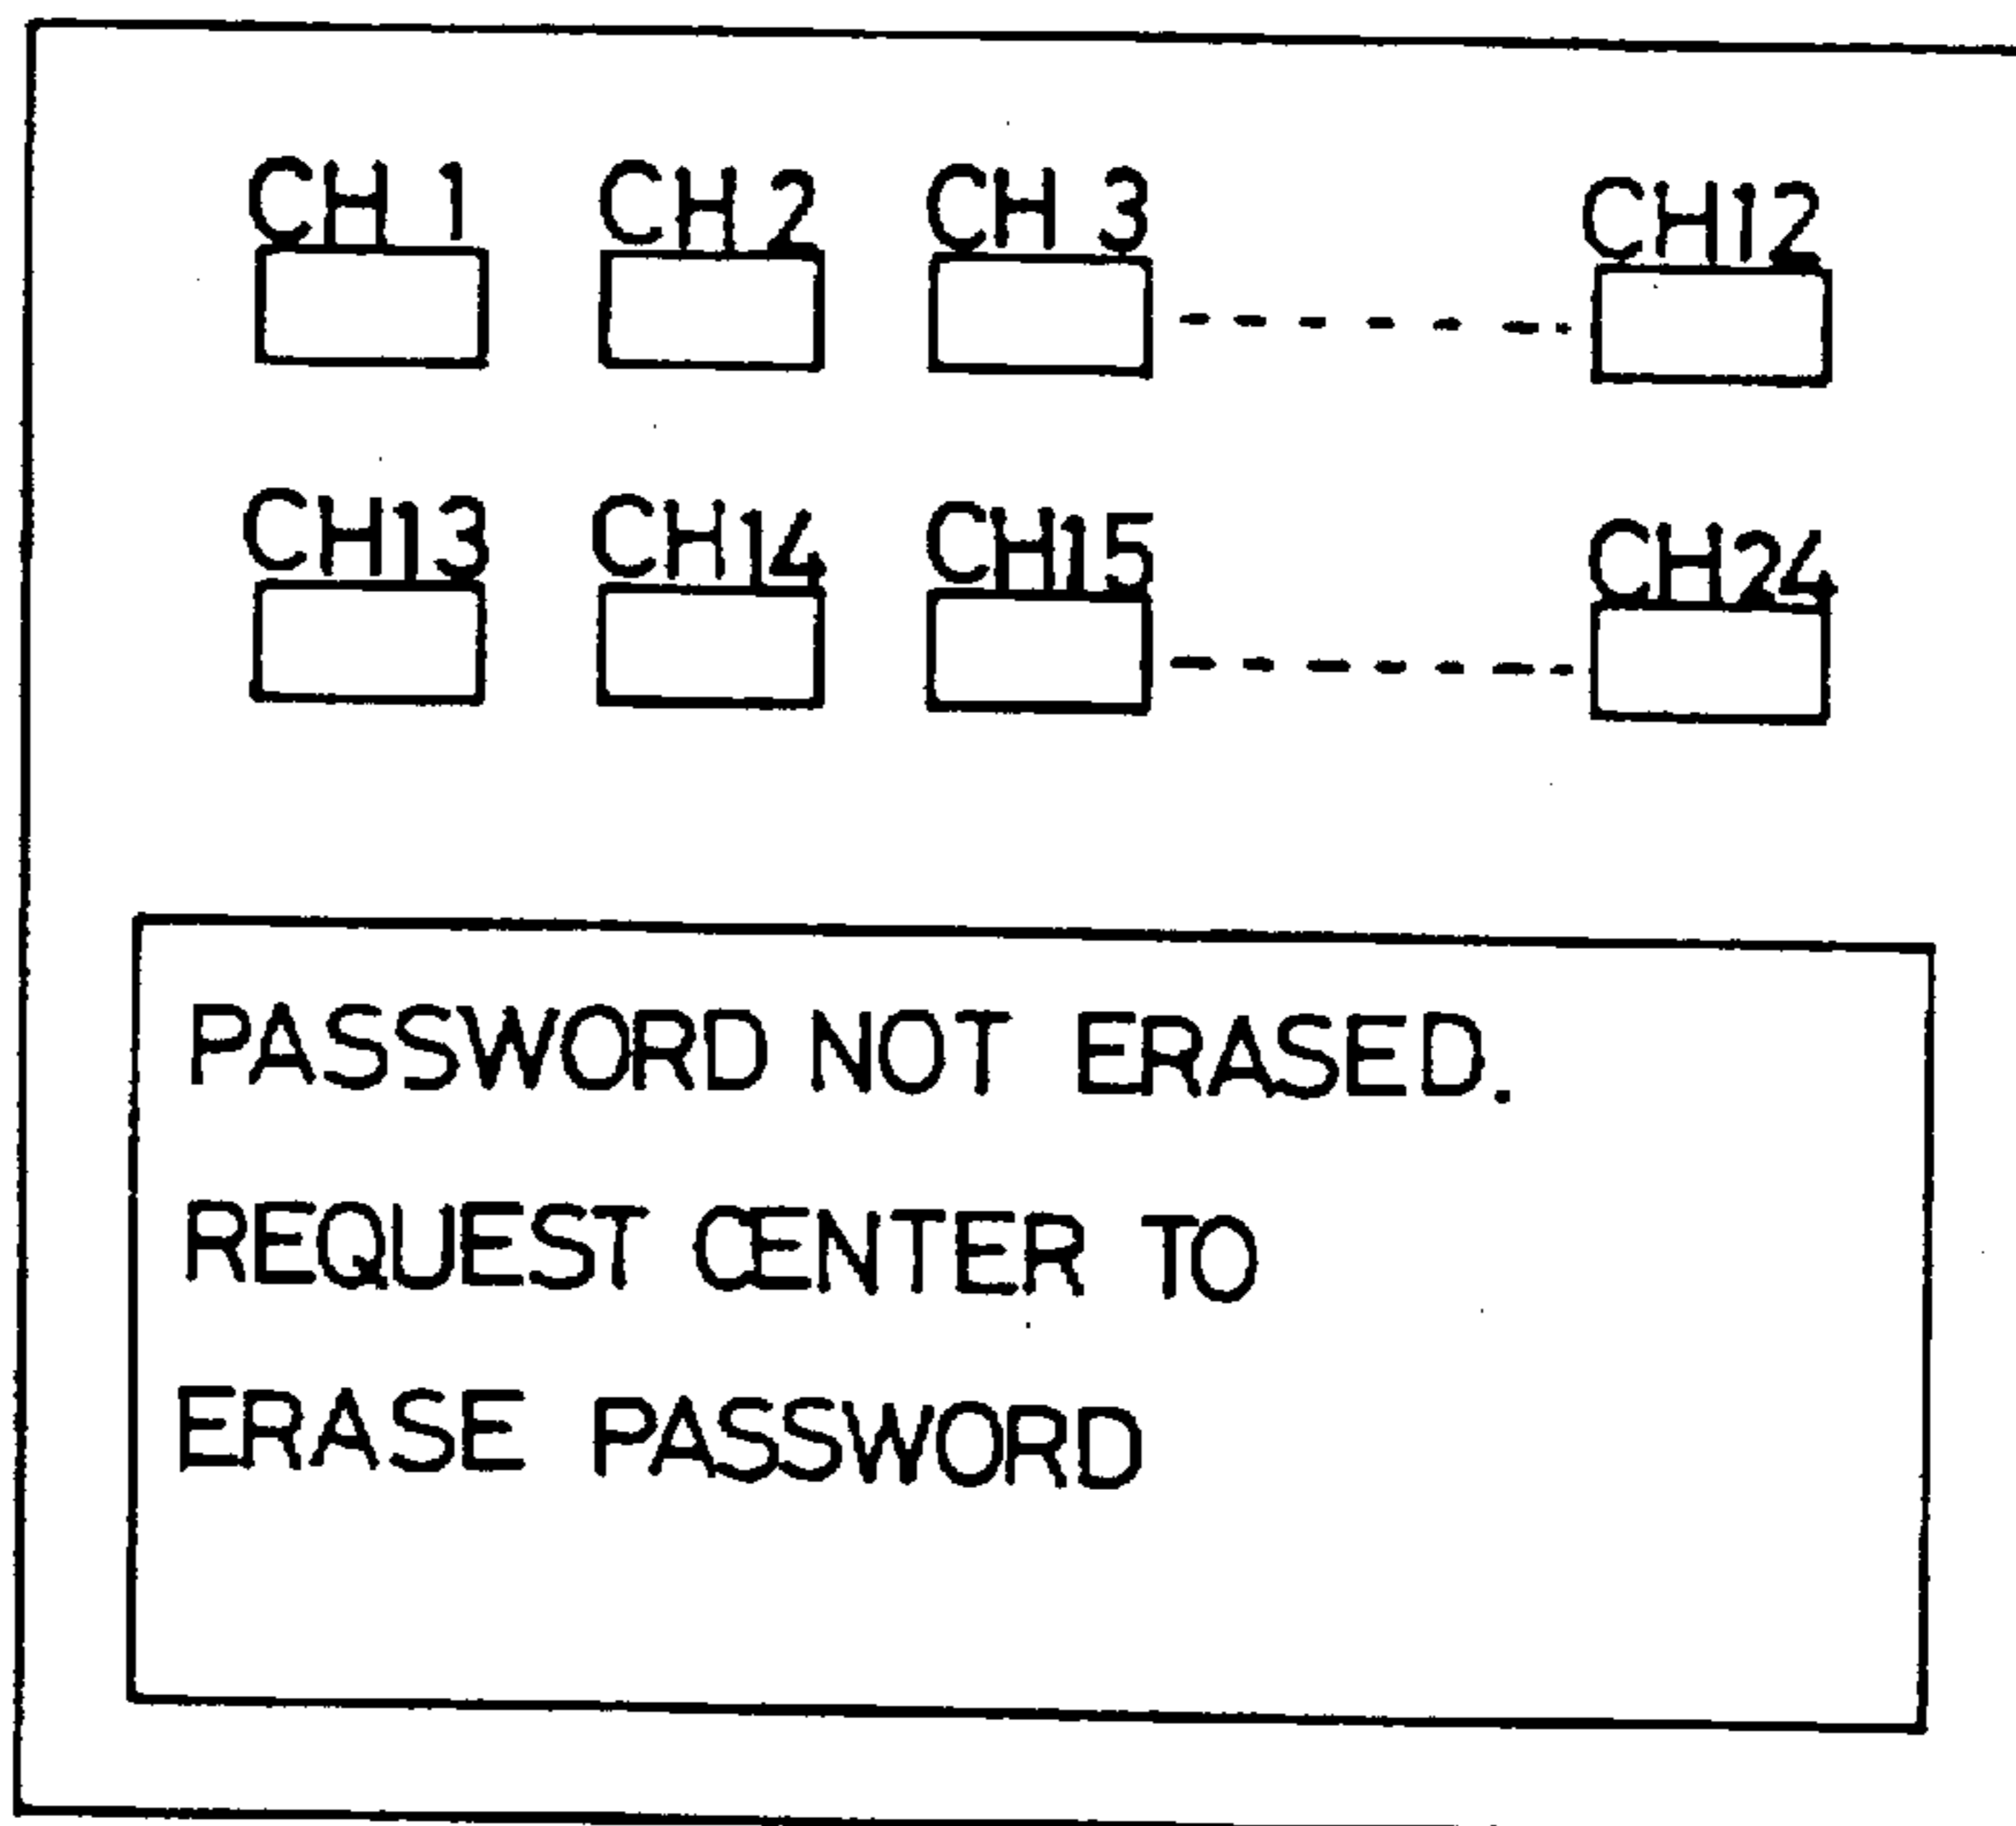 CH 1 CH 2 CH 3 CH12
CH13 CH14 CH15 CH24
PASSWORD NOT ERASED.
REQUEST CENTER TO
ERASE PASSWORD